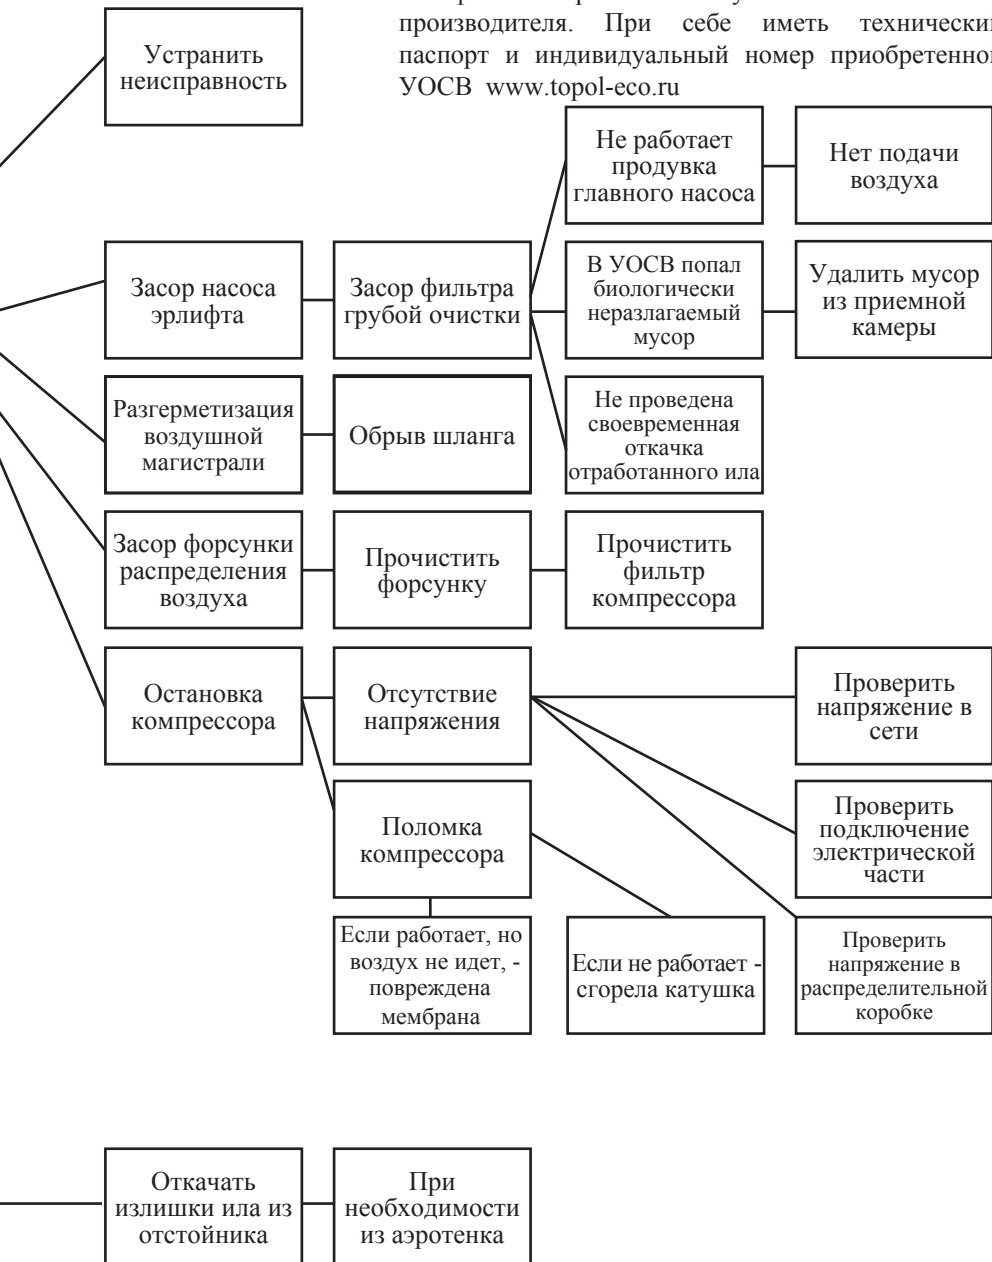 производителя. При себе иметь технический
паспорт и индивидуальный номер приобретенной
УОСВ www.topol-eco.ru
Устранить
неисправность
Не работает
продувка
главного насоса
Нет подачи
воздуха
Засор насоса
эрлифта
Засор фильтра
грубой очистки
В УОСВ попал
биологически
неразлагаемый
мусор
Удалить мусор
из приемной
камеры
Разгерметизация
воздушной
магистрали
Обрыв шланга
Не проведена
своевременная
откачка
отработанного ила
Засор форсунки
распределения
воздуха
Прочистить
форсунку
Прочистить
фильтр
компрессора
Остановка
компрессора
Отсутствие
напряжения
Проверить
напряжение в
сети
Поломка
компрессора
Проверить
подключение
электрической
части
Если работает, но
воздух не идет, -
повреждена
мембрана
Если не работает -
сгорела катушка
Проверить
напряжение в
распределительной
коробке
Откачать
излишки ила из
отстойника
При
необходимости
из аэротенка